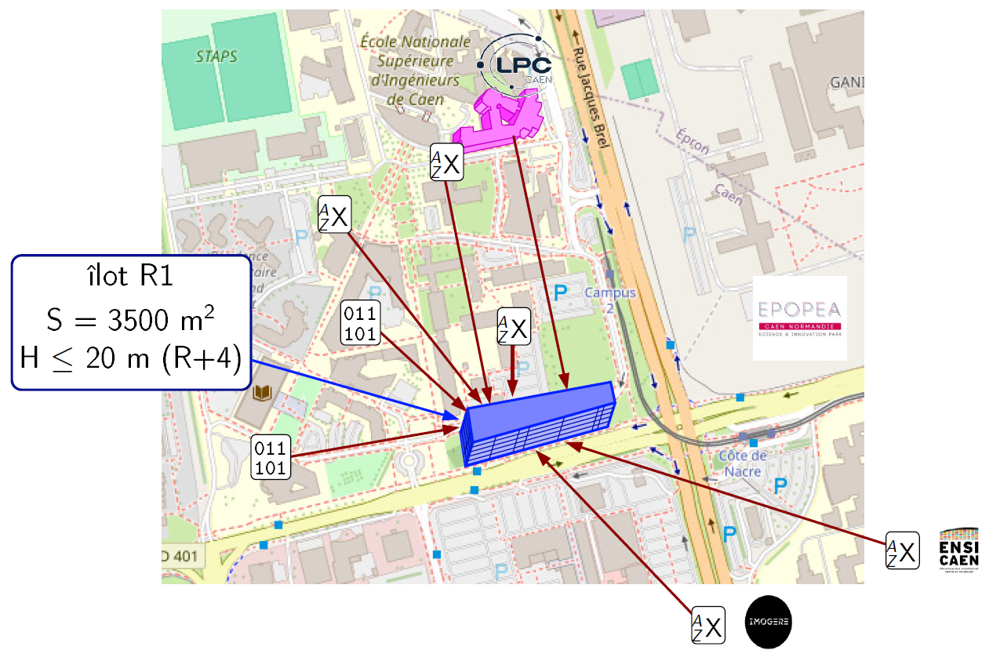 STAPS
École Nationale
Supérieure
d'Ingénieurs
de Caen
LPC
CAEN
Rue Jacques Brel
GANI
Épron
Caen
A
Z X
A
Z X
P
P
P
P
P
Campus
2
îlot R1
S = 3500 m²
H ≤ 20 m (R+4)
011
101
A
Z X
EPOPEA
CAEN NORMANDIE
SCIENCE & INNOVATION PARK
011
101
Côte de
Nacre
P
P
P
D 401
A
Z X
ENSI
CAEN
A
Z X
IMOGERE